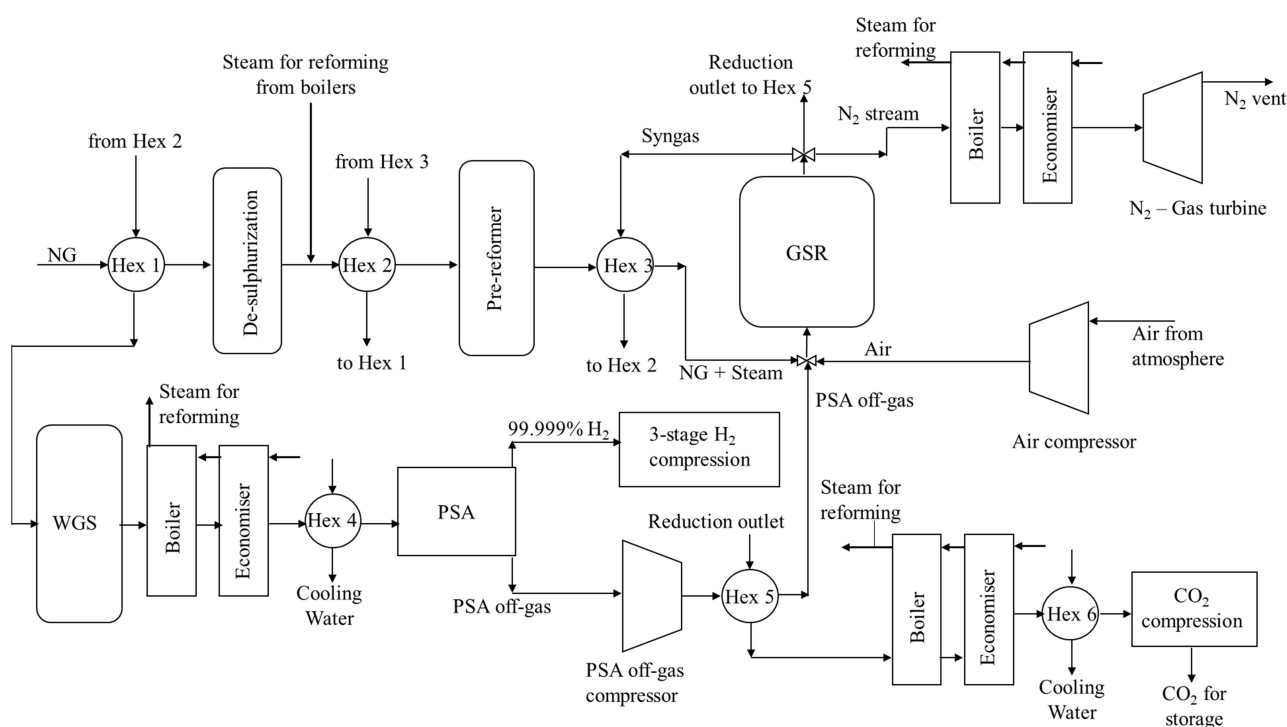 Steam for
reforming
Reduction
outlet to Hex 5
Steam for reforming
from boilers
N₂ stream
N₂ vent
Boiler
Economiser
from Hex 2
from Hex 3
Syngas
N₂ – Gas turbine
De-sulphurization
Pre-reformer
GSR
NG
Hex 1
Hex 2
Hex 3
to Hex 1
to Hex 2
NG + Steam
Air
Air from
atmosphere
Steam for
reforming
PSA off-gas
Air compressor
99.999% H₂
3-stage H₂
compression
WGS
Boiler
Economiser
Hex 4
PSA
Cooling
Water
PSA off-gas
Reduction outlet
Hex 5
PSA off-gas
compressor
Steam for
reforming
Boiler
Economiser
Hex 6
CO₂
compression
Cooling
Water
CO₂ for
storage